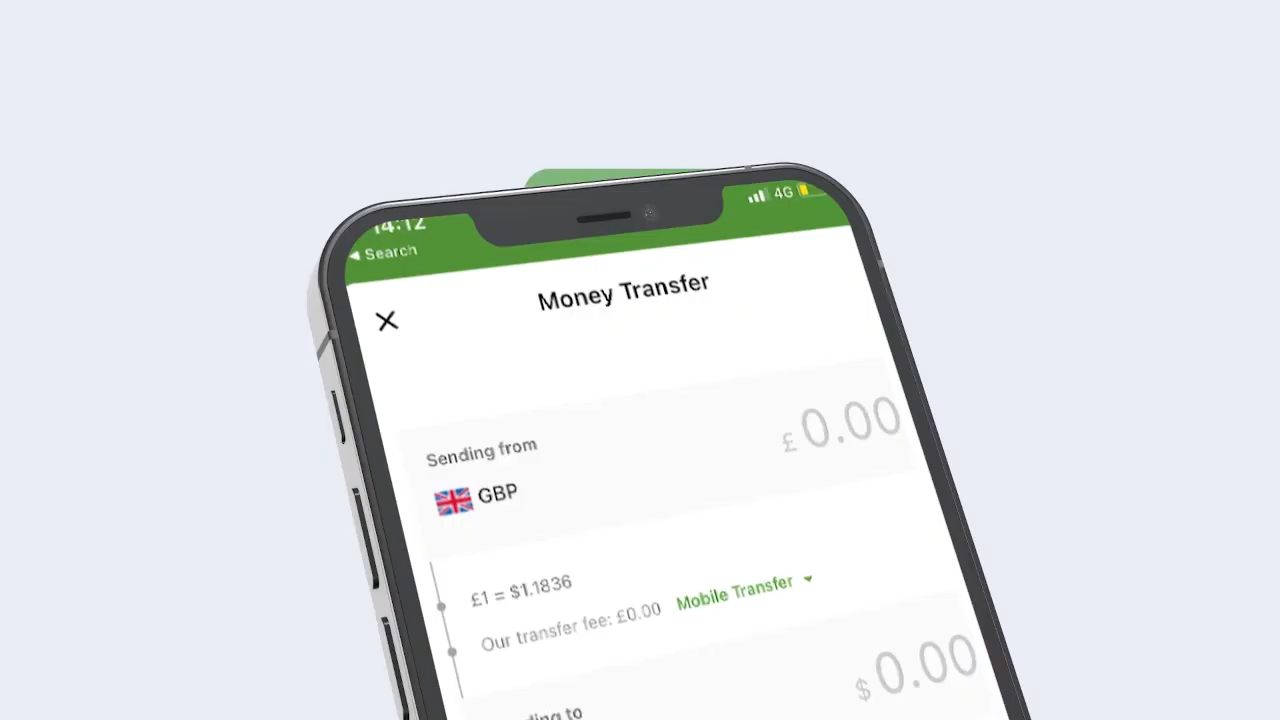 14:12
4G
◀ Search
Money Transfer
Sending from
£ 0.00
GBP
£1 = $1.1836
Our transfer fee: £0.00 Mobile Transfer
$ 0.00
to